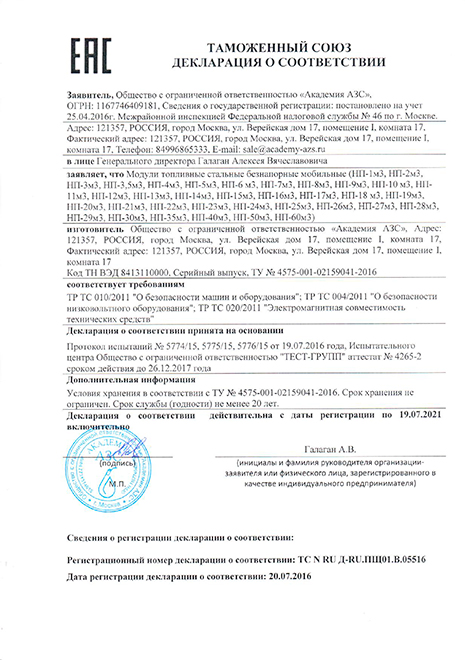 EAC
ТАМОЖЕННЫЙ СОЮЗ
ДЕКЛАРАЦИЯ О СООТВЕТСТВИИ
Заявитель, Общество с ограниченной ответственностью «Академия АЗС»,
ОГРН: 1167746409181, Сведения о государственной регистрации: постановлено на учет
25.04.2016г. Межрайонной инспекцией Федеральной налоговой службы № 46 по г. Москве.
Адрес: 121357, РОССИЯ, город Москва, ул. Верейская дом 17, помещение I, комната 17,
Фактический адрес: 121357, РОССИЯ, город Москва, ул. Верейская дом 17, помещение I,
комната 17, Телефон: 84996865333, E-mail: sale@academy-azs.ru
в лице Генерального директора Галаган Алексея Вячеславовича
заявляет, что Модули топливные стальные безнапорные мобильные (НП-1м3, НП-2м3,
НП-3м3, НП-3,5м3, НП-4м3, НП-5м3, НП-6 м3, НП-7м3, НП-8м3, НП-9м3, НП-10 м3, НП-
11м3, НП-12м3, НП-13м3, НП-14м3, НП-15м3, НП-16м3, НП-17м3, НП-18 м3, НП-19м3,
НП-20м3, НП-21м3, НП-22м3, НП-23м3, НП-24м3, НП-25м3, НП-26м3, НП-27м3, НП-28м3,
НП-29м3, НП-30м3, НП-35м3, НП-40м3, НП-50м3, НП-60м3)
изготовитель Общество с ограниченной ответственностью «Академия АЗС», Адрес:
121357, РОССИЯ, город Москва, ул. Верейская дом 17, помещение I, комната 17,
Фактический адрес: 121357, РОССИЯ, город Москва, ул. Верейская дом 17, помещение I,
комната 17
Код ТН ВЭД 8413110000. Серийный выпуск, ТУ № 4575-001-02159041-2016
соответствует требованиям
ТР ТС 010/2011 "О безопасности машин и оборудования"; ТР ТС 004/2011 "О безопасности
низковольтного оборудования"; ТР ТС 020/2011 "Электромагнитная совместимость
технических средств"
Декларация о соответствии принята на основании
Протокол испытаний № 5774/15, 5775/15, 5776/15 от 19.07.2016 года, Испытательного
центра Общество с ограниченной ответственностью "ТЕСТ-ГРУПП" аттестат № 4265-2
сроком действия до 26.12.2017 года
Дополнительная информация
Условия хранения в соответствии с ТУ № 4575-001-02159041-2016. Срок хранения не
ограничен. Срок службы (годности) не менее 20 лет.
Декларация о соответствии действительна с даты регистрации по 19.07.2021
включительно
АКАДЕМИЯ
АЗС
г. Москва
Галаган А.В.
(подпись)
М.П.
(инициалы и фамилия руководителя организации-
заявителя или физического лица, зарегистрированного в
качестве индивидуального предпринимателя)
Сведения о регистрации декларации о соответствии:
Регистрационный номер декларации о соответствии: ТС N RU Д-RU.ПЩ01.В.05516
Дата регистрации декларации о соответствии: 20.07.2016